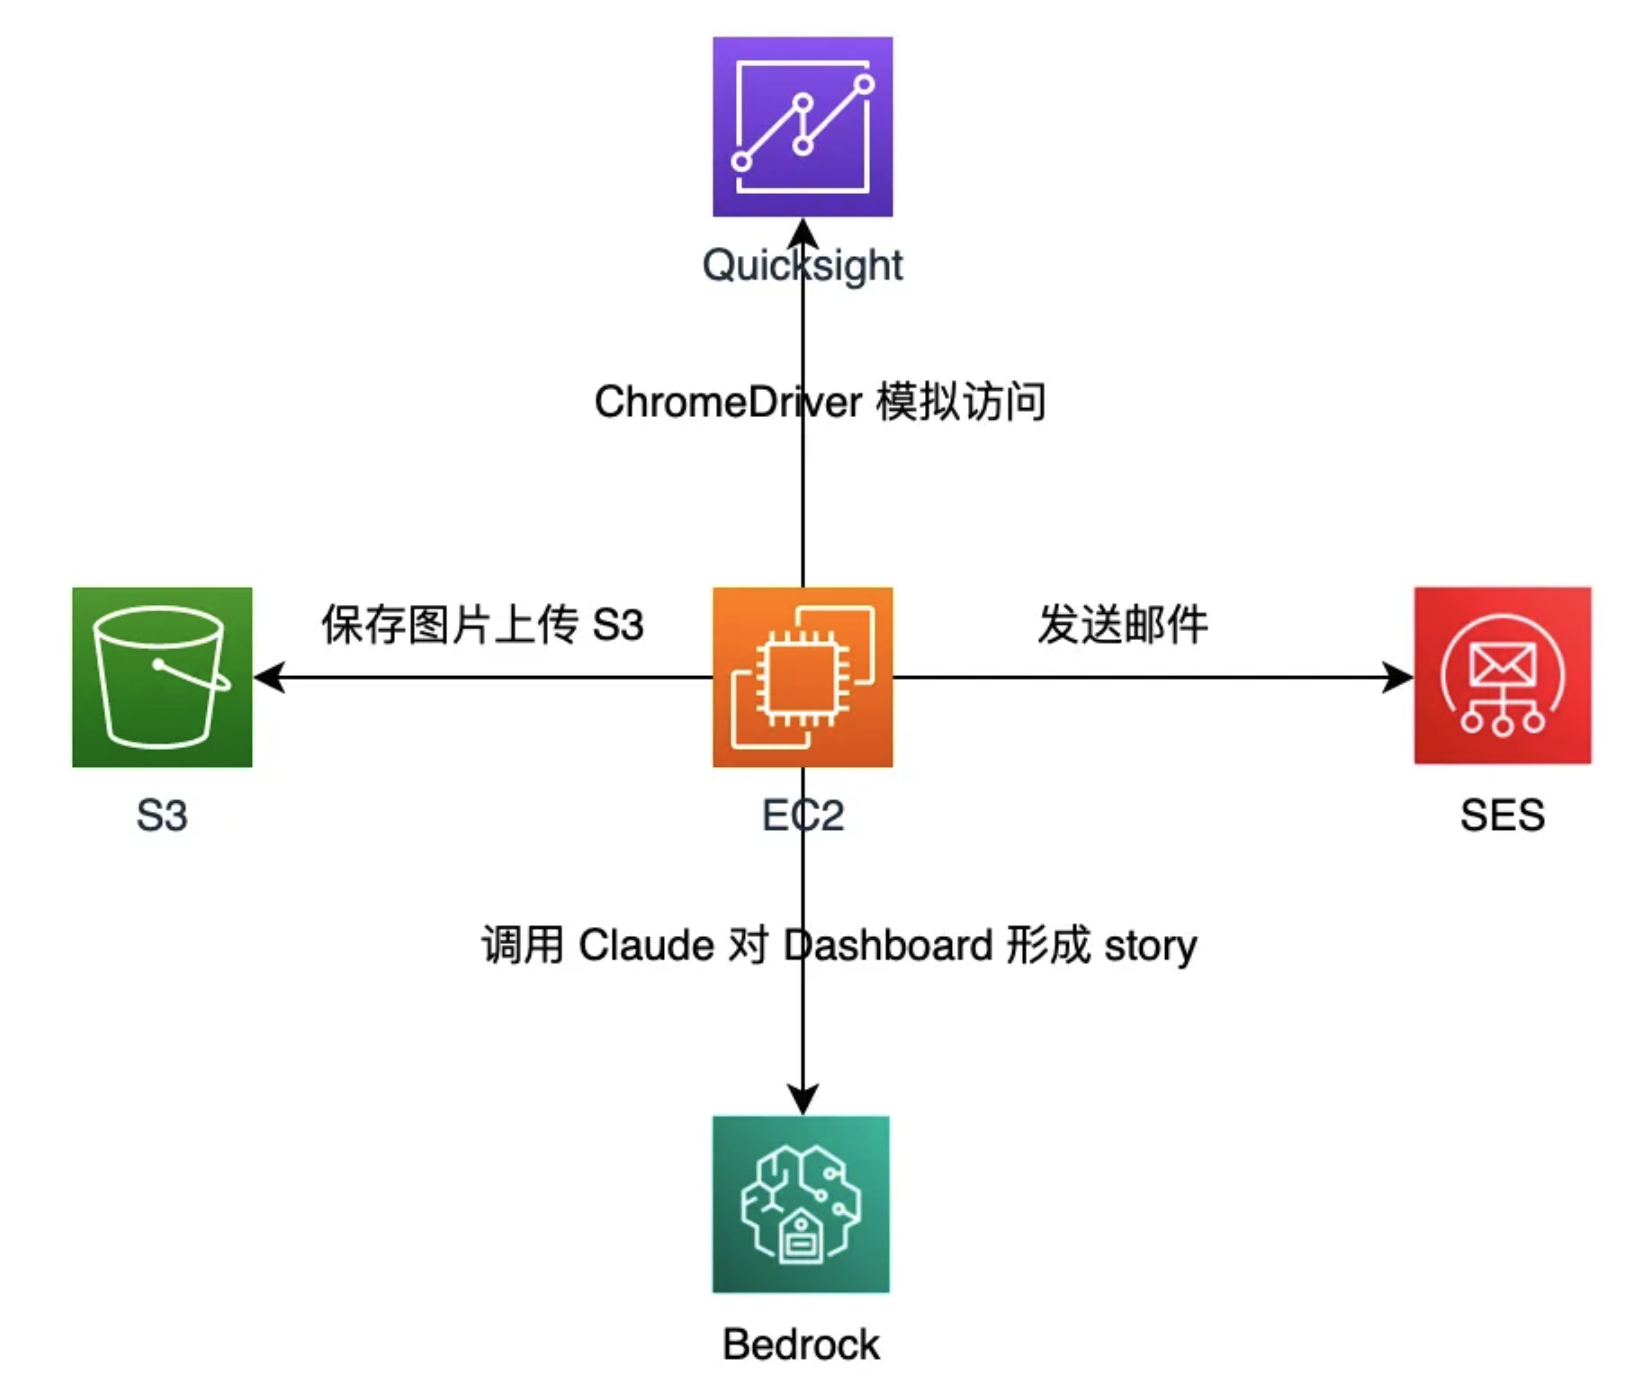 Quicksight
ChromeDriver 模拟访问
保存图片上传 S3
发送邮件
S3
EC2
SES
调用 Claude 对 Dashboard 形成 story
Bedrock